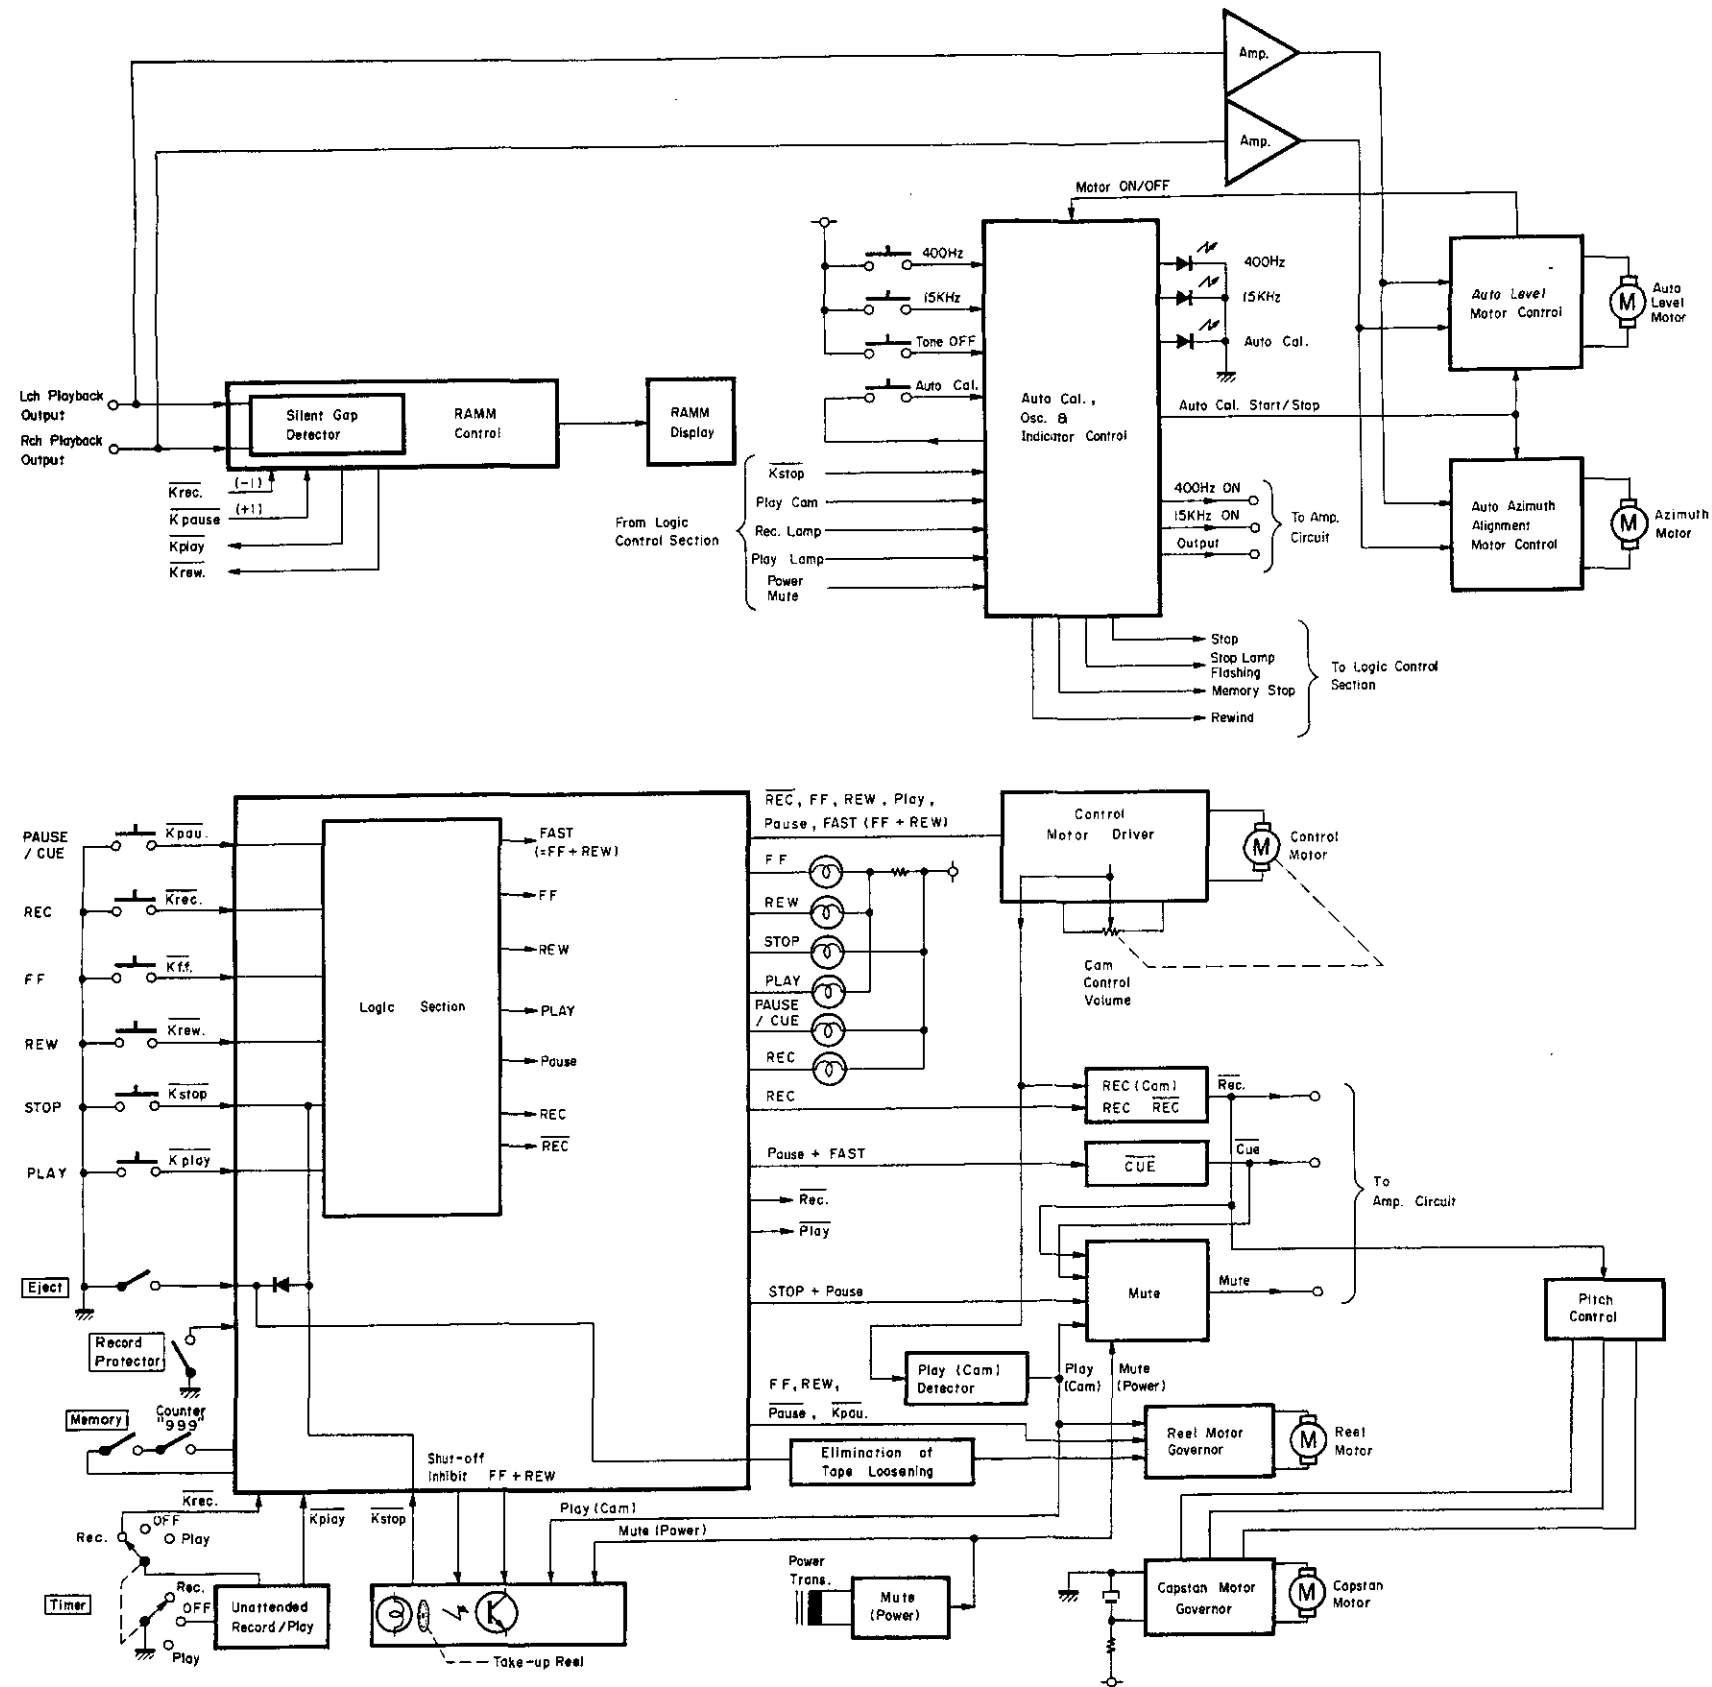 Amp.
Amp.
Motor ON/OFF
400Hz
15KHz
Tone OFF
Auto Cal.
400Hz
15KHz
Auto Cal.
Auto Level
Motor Control
M
Auto
Level
Motor
Lch Playback
Output
Rch Playback
Output
Silent Gap
Detector
RAMM
Control
RAMM
Display
Auto Cal.,
Osc. &
Indicator Control
Auto Cal. Start/Stop
Krec.
(-1)
Kpause
(+1)
Kplay
Krew.
From Logic
Control Section
Kstop
Play Cam
Rec. Lamp
Play Lamp
Power
Mute
400Hz ON
15KHz ON
Output
To Amp.
Circuit
Auto Azimuth
Alignment
Motor Control
M
Azimuth
Motor
Stop
Stop Lamp
Flashing
Memory Stop
Rewind
To Logic Control
Section
PAUSE
/ CUE
Kpau.
REC
Krec.
FF
Kf.f.
REW
Krew.
STOP
Kstop
PLAY
Kplay
Eject
Record
Protector
Memory
Counter
"999"
Logic Section
FAST
(=FF+REW)
FF
REW
PLAY
Pause
REC
REC
REC, FF, REW, Play,
Pause, FAST (FF + REW)
FF
REW
STOP
PLAY
PAUSE
/ CUE
REC
REC
Pause + FAST
Rec.
Play
STOP + Pause
FF, REW,
Pause, Kpau.
Control
Motor Driver
M
Control
Motor
Cam
Control
Volume
REC (Cam)
REC REC
Rec.
CUE
Cue
Mute
Mute
To
Amp. Circuit
Pitch
Control
Play (Cam)
Detector
Play
(Cam)
Mute
(Power)
Reel Motor
Governor
M
Reel
Motor
Elimination of
Tape Loosening
Shut-off
Inhibit
FF + REW
Krec.
Kplay
Kstop
Play (Cam)
Mute (Power)
Rec.
OFF
Play
Timer
Rec.
OFF
Play
Unattended
Record/Play
Take-up Reel
Power
Trans.
Mute
(Power)
Capstan Motor
Governor
M
Capstan
Motor